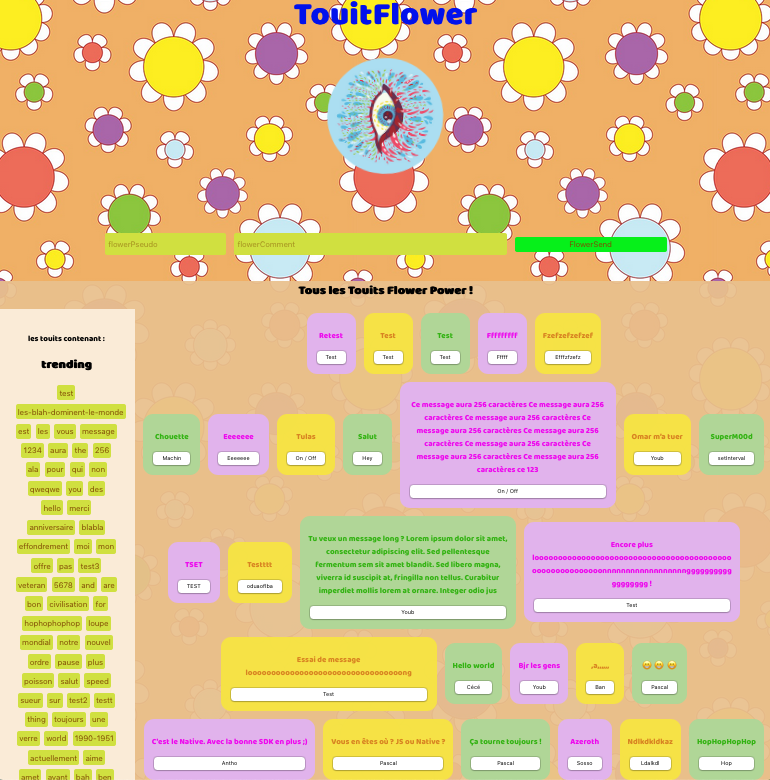 TouitFlower
flowerPseudo
flowerComment
FlowerSend
Tous les Touits Flower Power !
les touits contenant :
trending
test
les-blah-dominent-le-monde
est les vous message
1234 aura the 256
ala pour qui non
qweqwe you des
hello merci
anniversaire blabla
effondrement moi mon
offre pas test3
veteran 5678 and are
bon civilisation for
hophophophop loupe
mondial notre nouvel
ordre pause plus
poisson salut speed
sueur sur test2 testt
thing toujours une
verre world 1990-1951
actuellement aime
amet avant bah ben
Retest
Test
Test
Test
Test
Test
Fffffffff
Fffff
Fzefzefzefzef
Efffzfzefz
Chouette
Machin
Eeeeeee
Eeeeeee
Tulas
On / Off
Salut
Hey
Ce message aura 256 caractères Ce message aura 256
caractères Ce message aura 256 caractères Ce
message aura 256 caractères Ce message aura 256
caractères Ce message aura 256 caractères Ce
message aura 256 caractères Ce message aura 256
caractères ce 123
On / Off
Omar m'a tuer
Youb
SuperM00d
setInterval
TSET
TEST
Testttt
oduaofiba
Tu veux un message long ? Lorem ipsum dolor sit amet,
consectetur adipiscing elit. Sed pellentesque
fermentum sem sit amet blandit. Sed libero magna,
viverra id suscipit at, fringilla non tellus. Curabitur
imperdiet mollis lorem at ornare. Integer odio jus
Youb
Encore plus
looooooooooooooooooooooooooooooooooooooooo
ooooooooooooooonnnnnnnnnnnnnnngggggggggg
gggggggg !
Test
Essai de message
loooooooooooooooooooooooooooooooong
Test
Hello world
Cécé
Bjr les gens
Youb
Ban
😄 😄 😄
Pascal
C'est le Native. Avec la bonne SDK en plus ;)
Antho
Vous en êtes où ? JS ou Native ?
Pascal
Ça tourne toujours !
Pascal
Azeroth
Sosso
Ndlkdkldkaz
Ldalkdl
HopHopHopHop
Hop